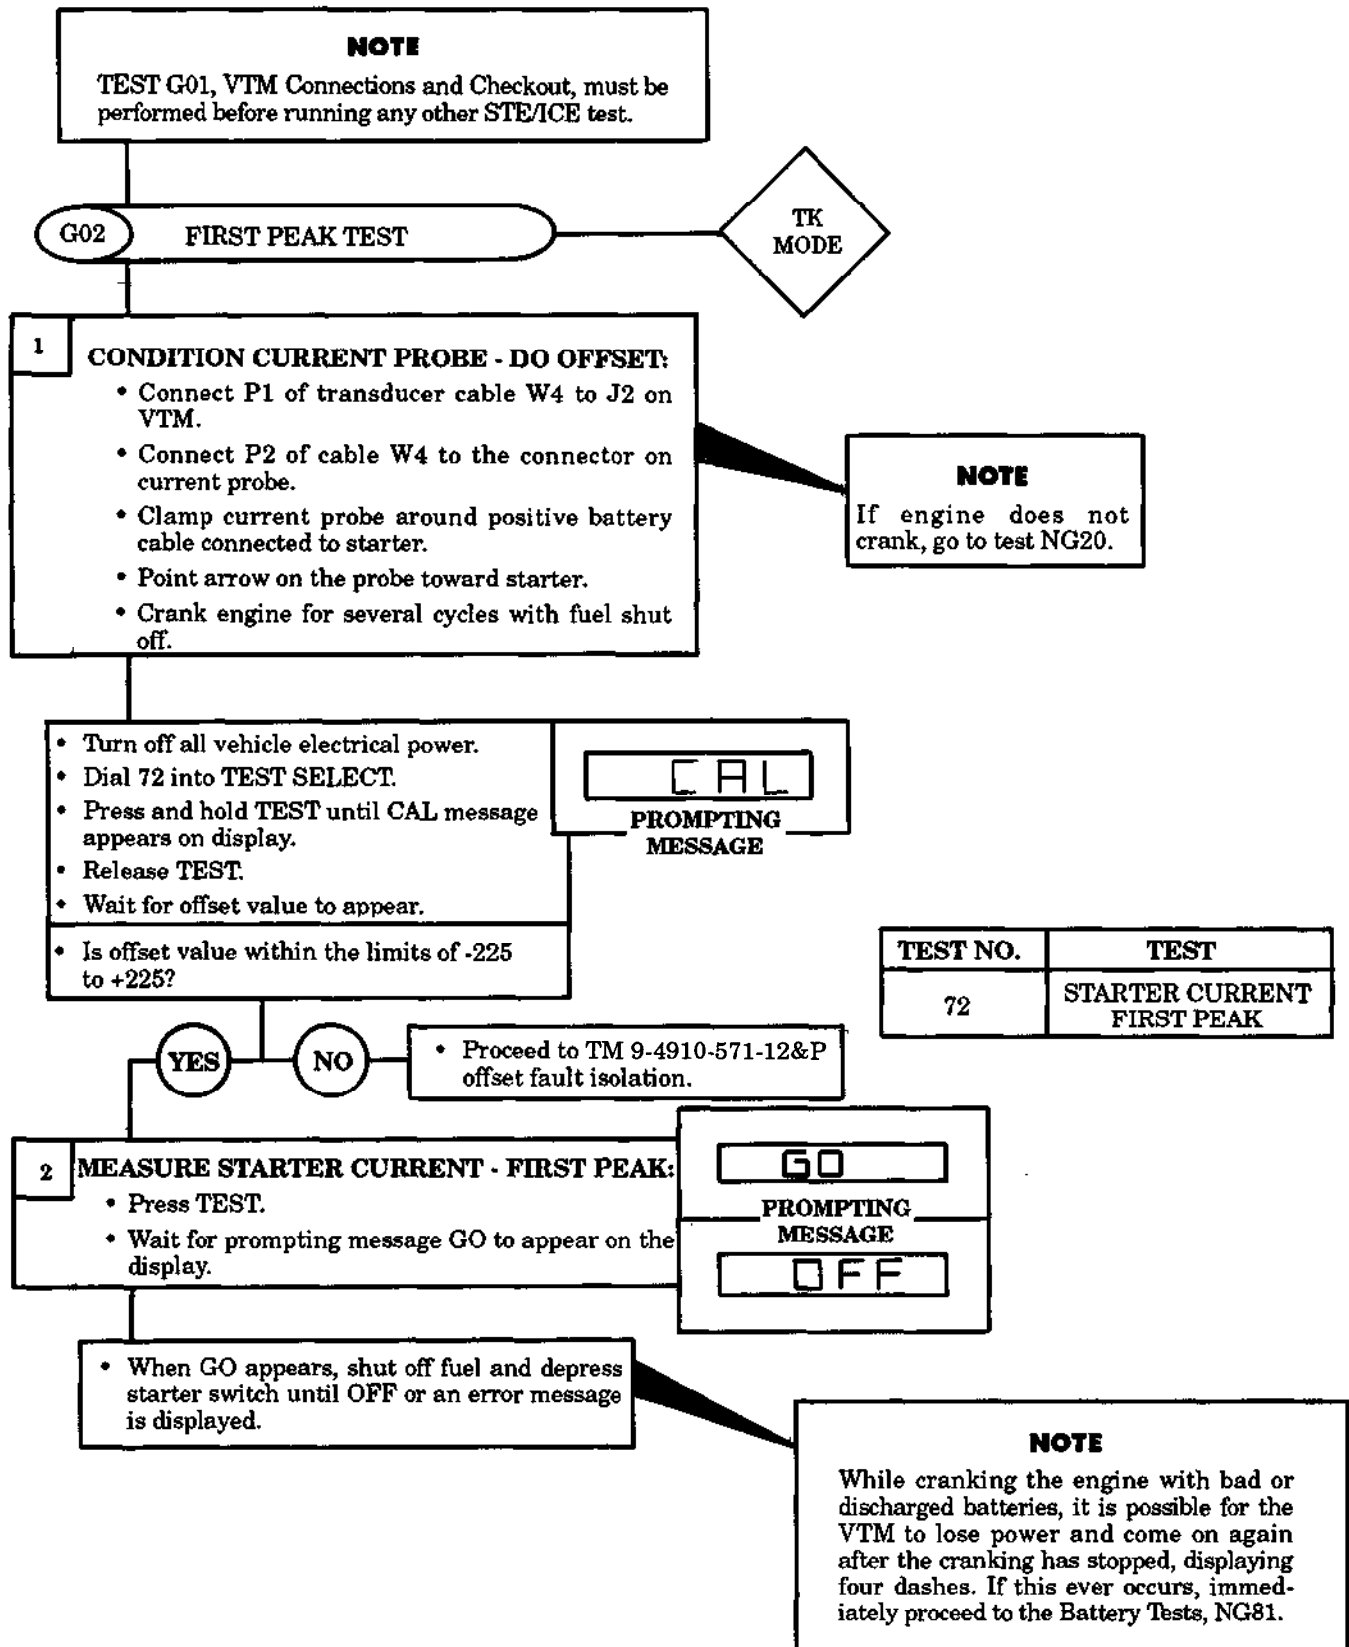 NOTE
TEST G01, VTM Connections and Checkout, must be
performed before running any other STE/ICE test.
G02
FIRST PEAK TEST
TK
MODE
1
CONDITION CURRENT PROBE - DO OFFSET:
• Connect P1 of transducer cable W4 to J2 on
VTM.
• Connect P2 of cable W4 to the connector on
current probe.
• Clamp current probe around positive battery
cable connected to starter.
• Point arrow on the probe toward starter.
• Crank engine for several cycles with fuel shut
off.
NOTE
If engine does not
crank, go to test NG20.
• Turn off all vehicle electrical power.
• Dial 72 into TEST SELECT.
• Press and hold TEST until CAL message
appears on display.
• Release TEST.
• Wait for offset value to appear.
CAL
PROMPTING
MESSAGE
• Is offset value within the limits of -225
to +225?
TEST NO.
TEST
72
STARTER CURRENT
FIRST PEAK
YES
NO
• Proceed to TM 9-4910-571-12&P
offset fault isolation.
2
MEASURE STARTER CURRENT - FIRST PEAK:
• Press TEST.
• Wait for prompting message GO to appear on the
display.
GO
PROMPTING
MESSAGE
OFF
• When GO appears, shut off fuel and depress
starter switch until OFF or an error message
is displayed.
NOTE
While cranking the engine with bad or
discharged batteries, it is possible for the
VTM to lose power and come on again
after the cranking has stopped, displaying
four dashes. If this ever occurs, immed-
iately proceed to the Battery Tests, NG81.